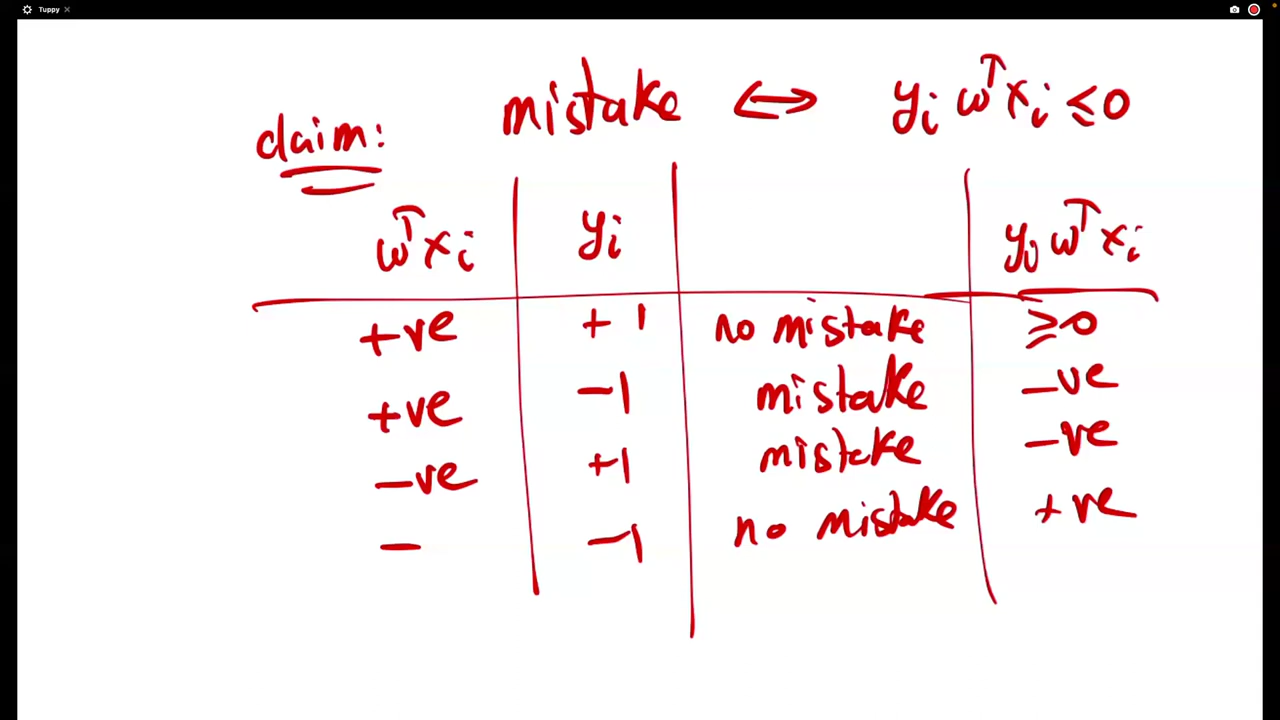 Tuppy
mistake ⟺ yᵢ wᵀxᵢ ≤ 0
claim:
wᵀxᵢ yᵢ yᵢ wᵀxᵢ
+ve +1 no mistake ≥0
+ve -1 mistake -ve
-ve +1 mistake -ve
- -1 no mistake +ve